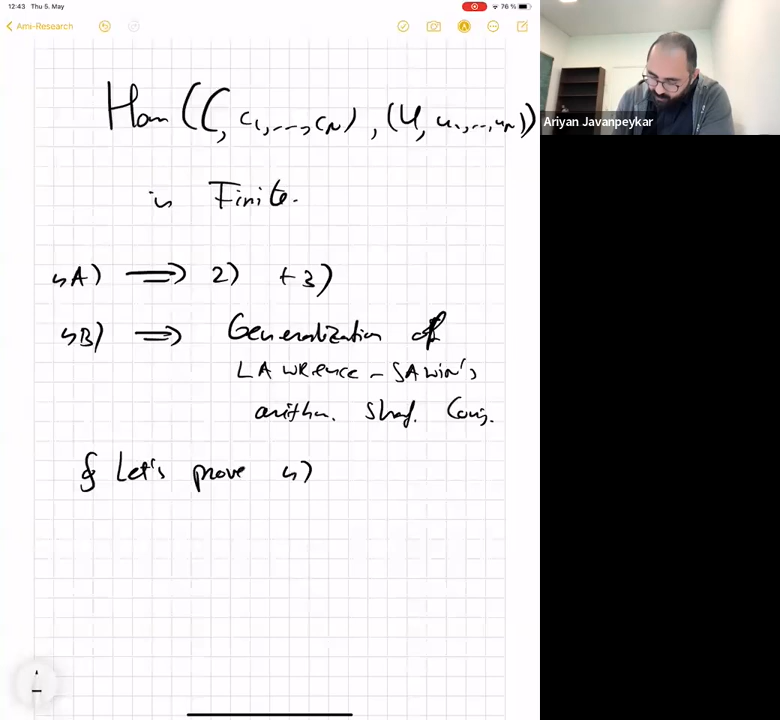 12:43 Thu 5. May
76 %
Ami-Research
Ariyan Javanpeykar
Hom((C, c1,---,cN), (U, u1,--,uN))
is Finite.
4A) ⟹ 2) +3)
4B) ⟹ Generalization of
LAWRence - SAwin's
arithm. Shaf. Conj.
§ Let's prove 4)